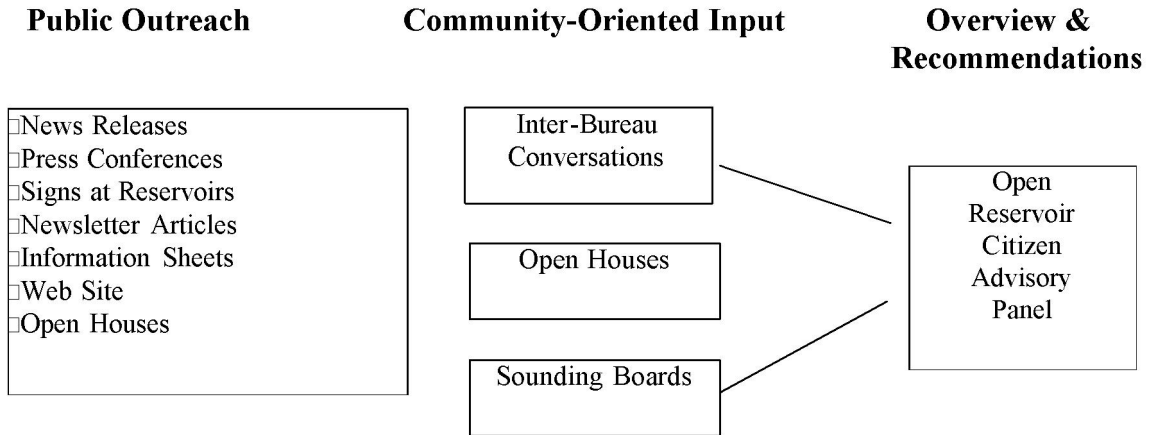 Public Outreach
Community-Oriented Input
Overview &
Recommendations
□News Releases
□Press Conferences
□Signs at Reservoirs
□Newsletter Articles
□Information Sheets
□Web Site
□Open Houses
Inter-Bureau
Conversations
Open Houses
Sounding Boards
Open
Reservoir
Citizen
Advisory
Panel